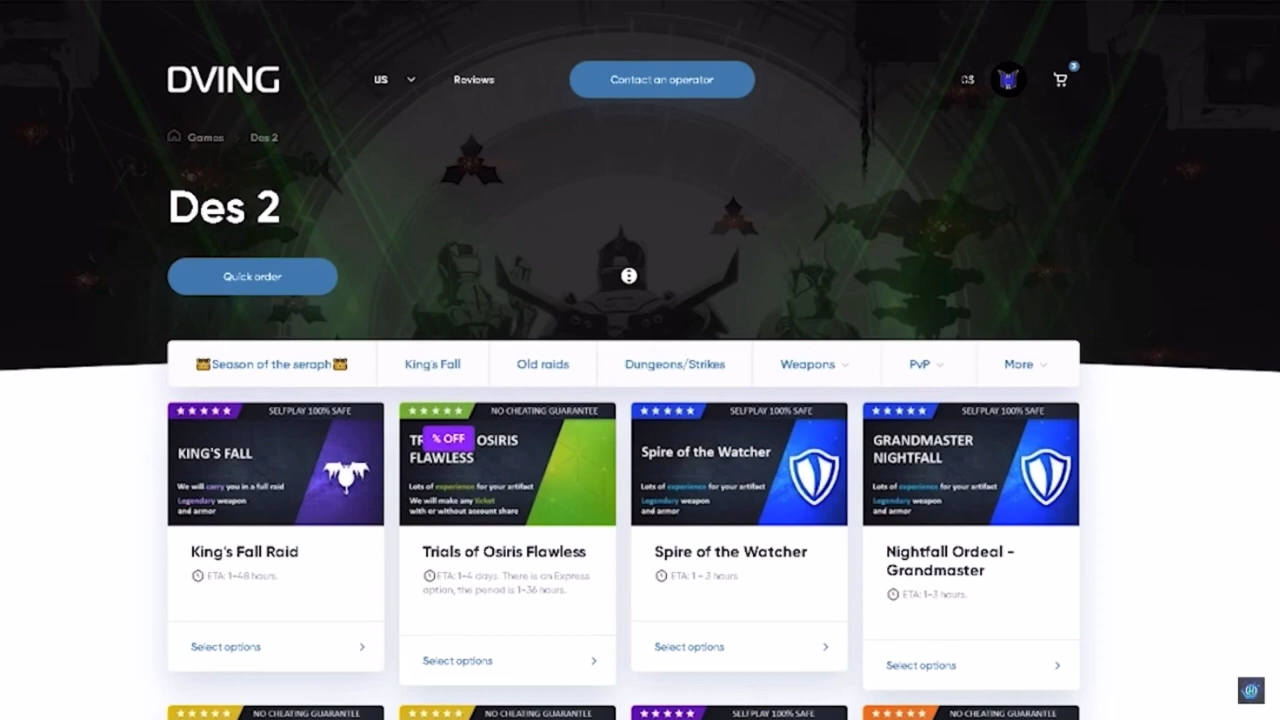 DVING
US
Reviews
Contact an operator
3
Games
Des 2
Des 2
Quick order
Season of the seraph
King's Fall
Old raids
Dungeons/Strikes
Weapons
PvP
More
SELFPLAY 100% SAFE
KING'S FALL
We will carry you in a full raid
Legendary weapon
and armor
King's Fall Raid
ETA: 1-48 hours.
Select options
NO CHEATING GUARANTEE
% OFF
OSIRIS
FLAWLESS
Lots of experience for your artifact
We will make any ticket
with or without account share
Trials of Osiris Flawless
ETA: 1-4 days. There is an Express
option, the period is 1-36 hours.
Select options
SELFPLAY 100% SAFE
Spire of the Watcher
Lots of experience for your artifact
Legendary weapon
and armor
Spire of the Watcher
ETA: 1 - 3 hours
Select options
SELFPLAY 100% SAFE
GRANDMASTER
NIGHTFALL
Lots of experience for your artifact
Legendary weapon
and armor
Nightfall Ordeal -
Grandmaster
ETA: 1-3 hours.
Select options
NO CHEATING GUARANTEE
NO CHEATING GUARANTEE
SELFPLAY 100% SAFE
NO CHEATING GUARANTEE